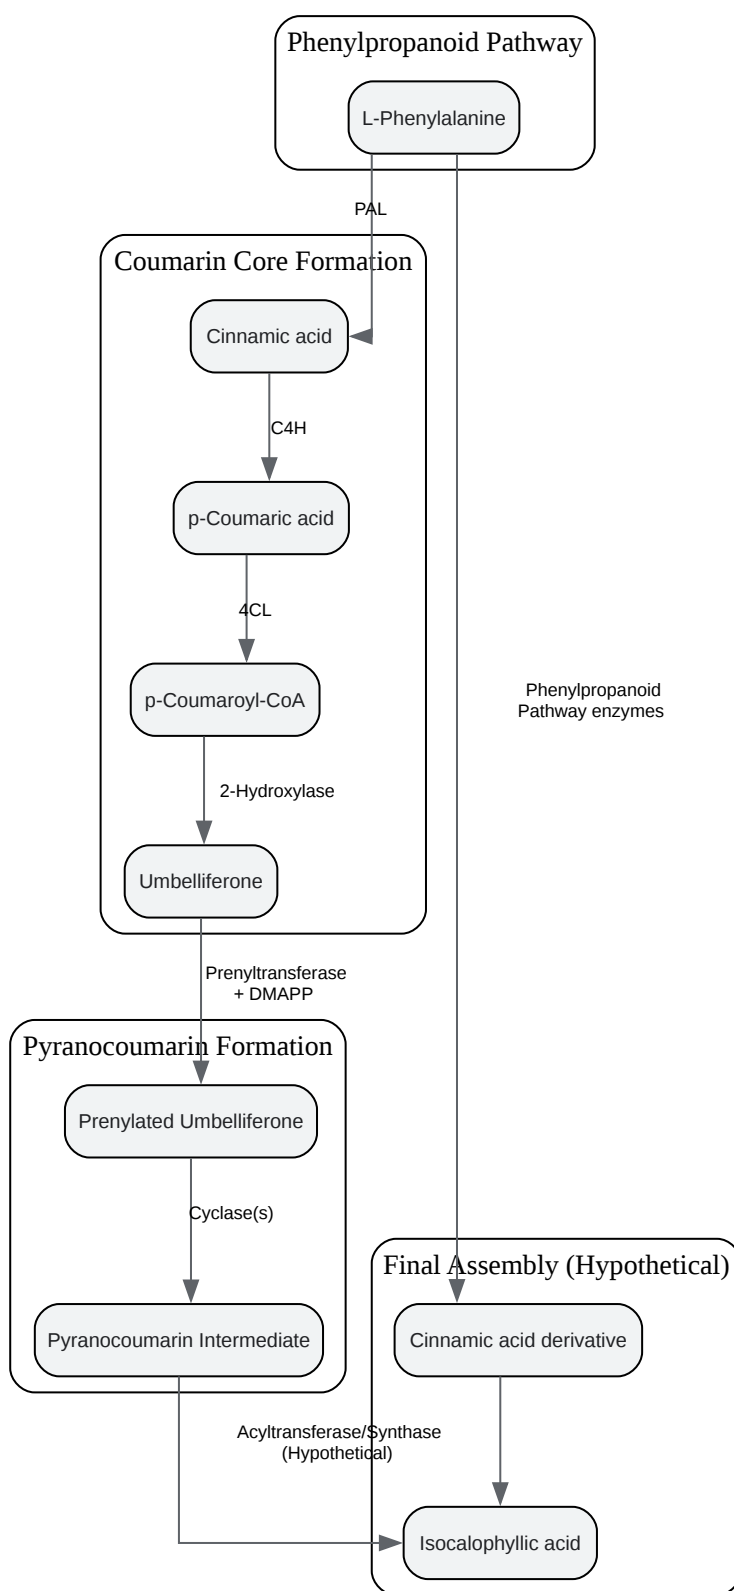 Phenylpropanoid Pathway
L-Phenylalanine
PAL
Coumarin Core Formation
Cinnamic acid
C4H
p-Coumaric acid
4CL
p-Coumaroyl-CoA
Phenylpropanoid
Pathway enzymes
2-Hydroxylase
Umbelliferone
Prenyltransferase
+ DMAPP
Pyranocoumarin Formation
Prenylated Umbelliferone
Cyclase(s)
Final Assembly (Hypothetical)
Pyranocoumarin Intermediate
Cinnamic acid derivative
Acyltransferase/Synthase
(Hypothetical)
Isocalophyllic acid